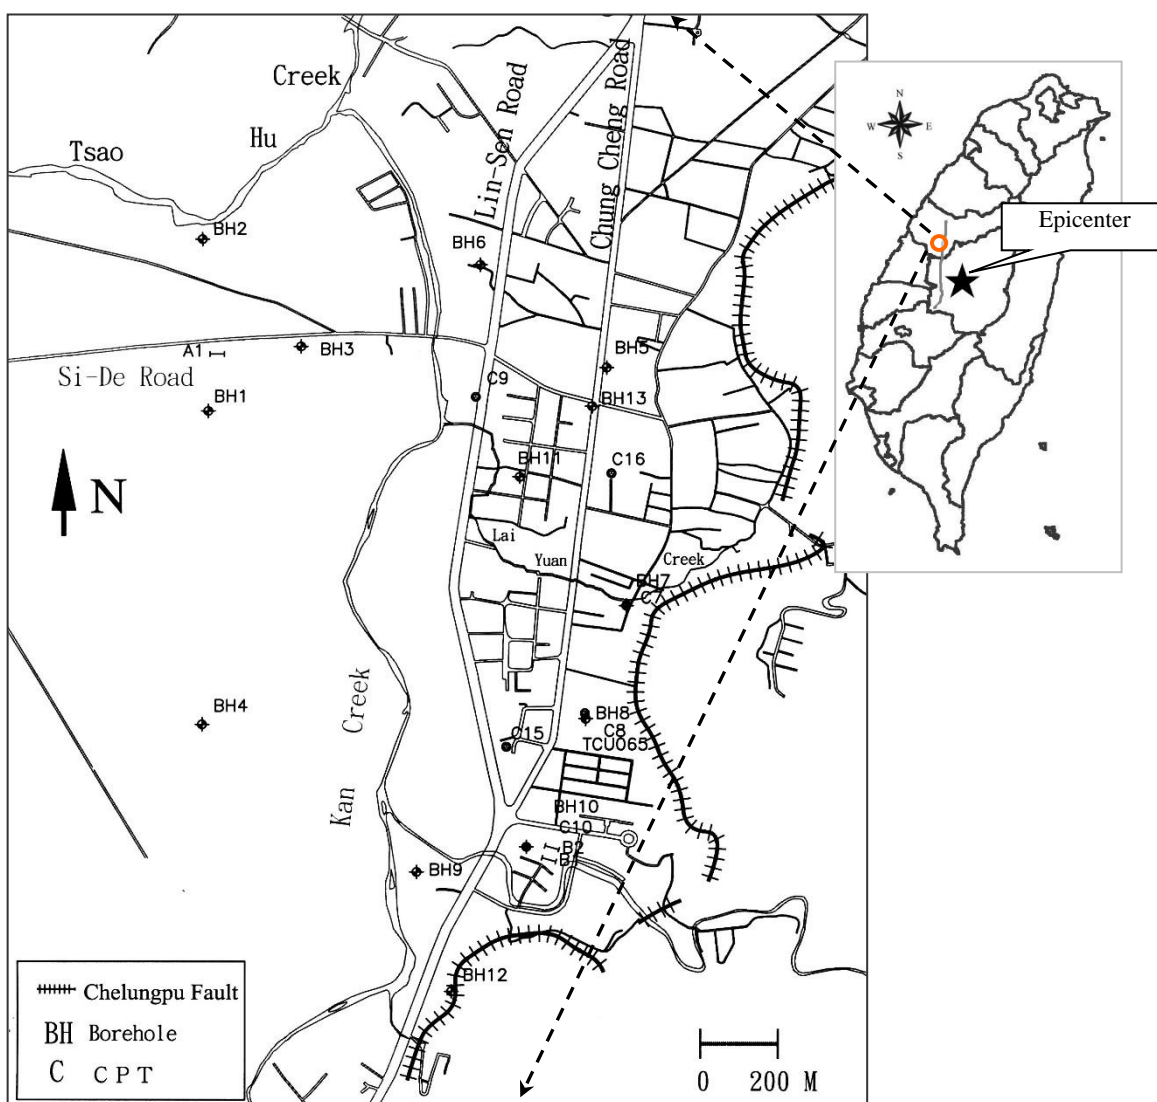 Creek
Hu
Tsao
Lin-Sen Road
Chung Cheng Road
N
W
E
S
Epicenter
BH2
BH6
A1
BH3
BH5
Si-De Road
BH1
C9
BH13
N
BH11
C16
Lai
Yuan
Creek
BH7
C7
Kan Creek
BH4
BH8
C8
C15
TCU065
BH10
C10
B2
B1
BH9
BH12
Chelungpu Fault
BH Borehole
C CPT
0 200 M